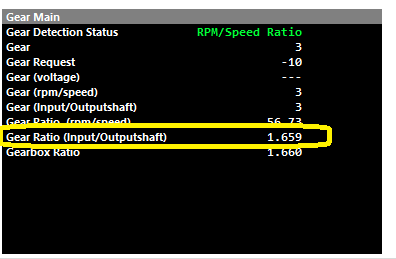 Gear Main
Gear Detection Status RPM/Speed Ratio
Gear 3
Gear Request -10
Gear (voltage) ---
Gear (rpm/speed) 3
Gear (Input/Outputshaft) 3
Gear Ratio (rpm/speed) 56.73
Gear Ratio (Input/Outputshaft) 1.659
Gearbox Ratio 1.660